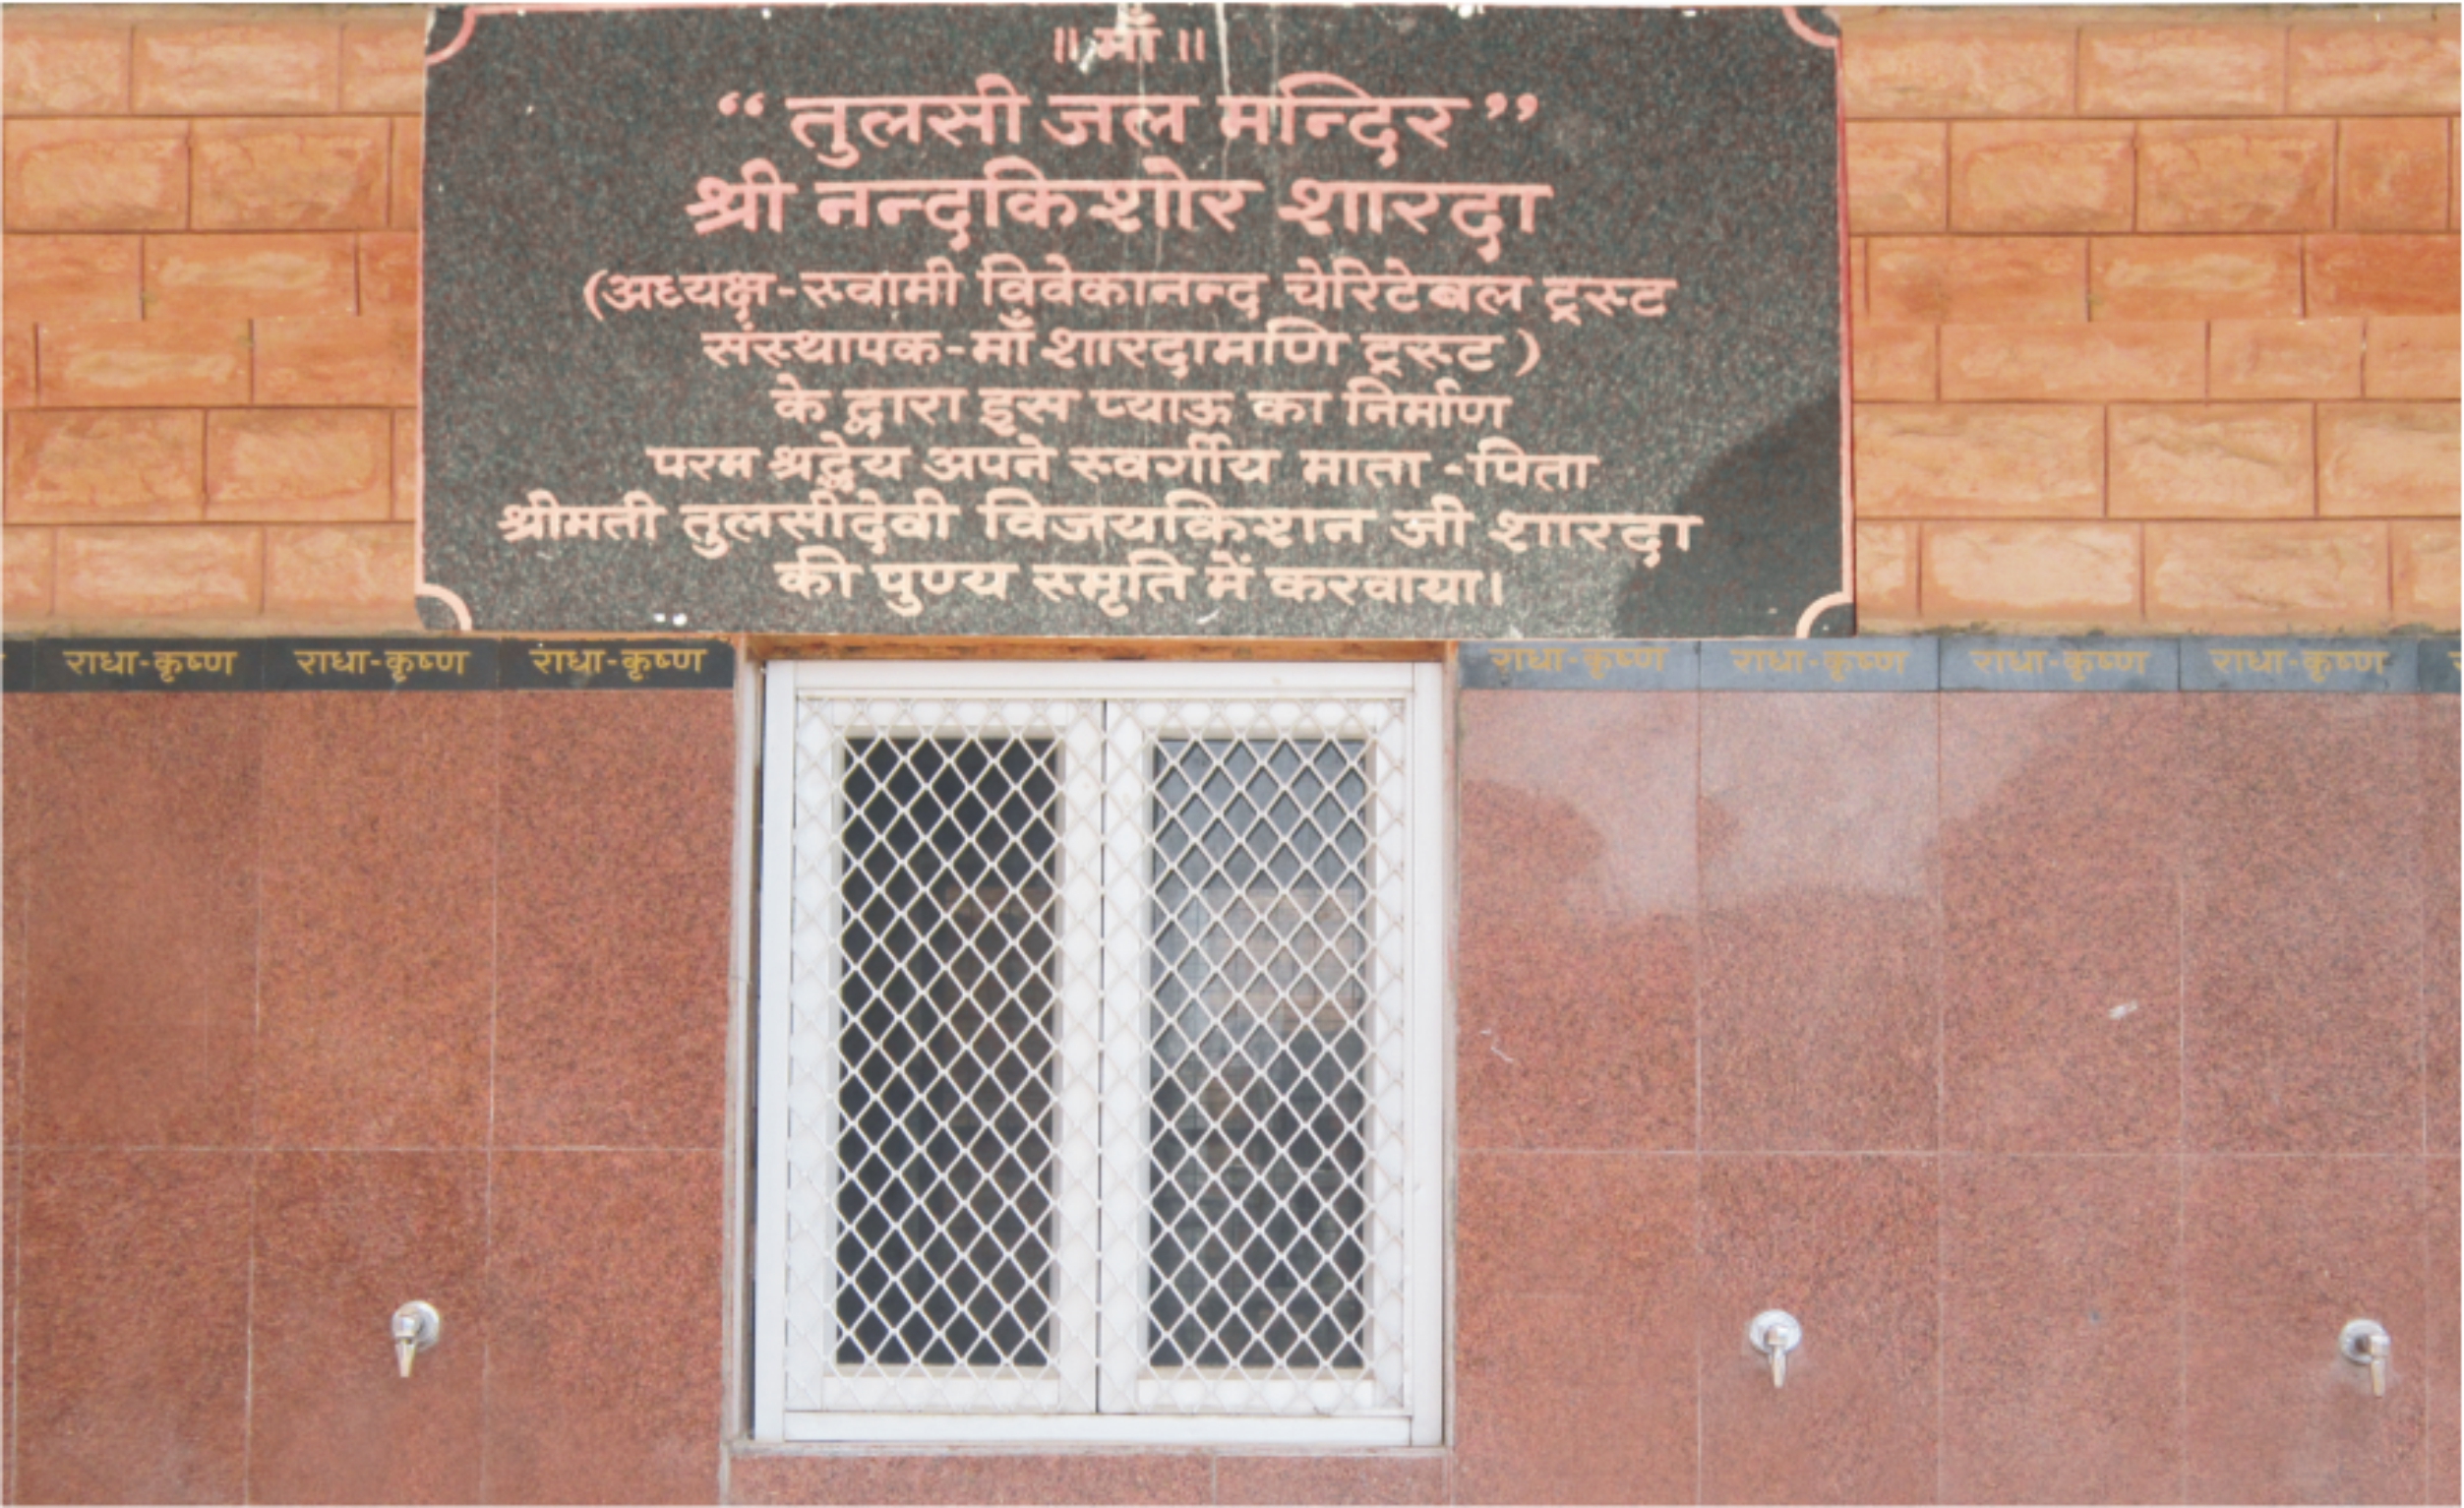 ॥ माँ ॥
“ तुलसी जल मन्दिर ”
श्री नन्दकिशोर शारदा
(अध्यक्ष-स्वामी विवेकानन्द चेरिटेबल ट्रस्ट
संस्थापक-माँ शारदामणि ट्रस्ट )
के द्वारा इस प्याऊ का निर्माण
परम श्रद्धेय अपने स्वर्गीय माता -पिता
श्रीमती तुलसीदेवी विजयकिशन जी शारदा
की पुण्य स्मृति में करवाया।
राधा-कृष्ण राधा-कृष्ण राधा-कृष्ण राधा-कृष्ण राधा-कृष्ण राधा-कृष्ण राधा-कृष्ण